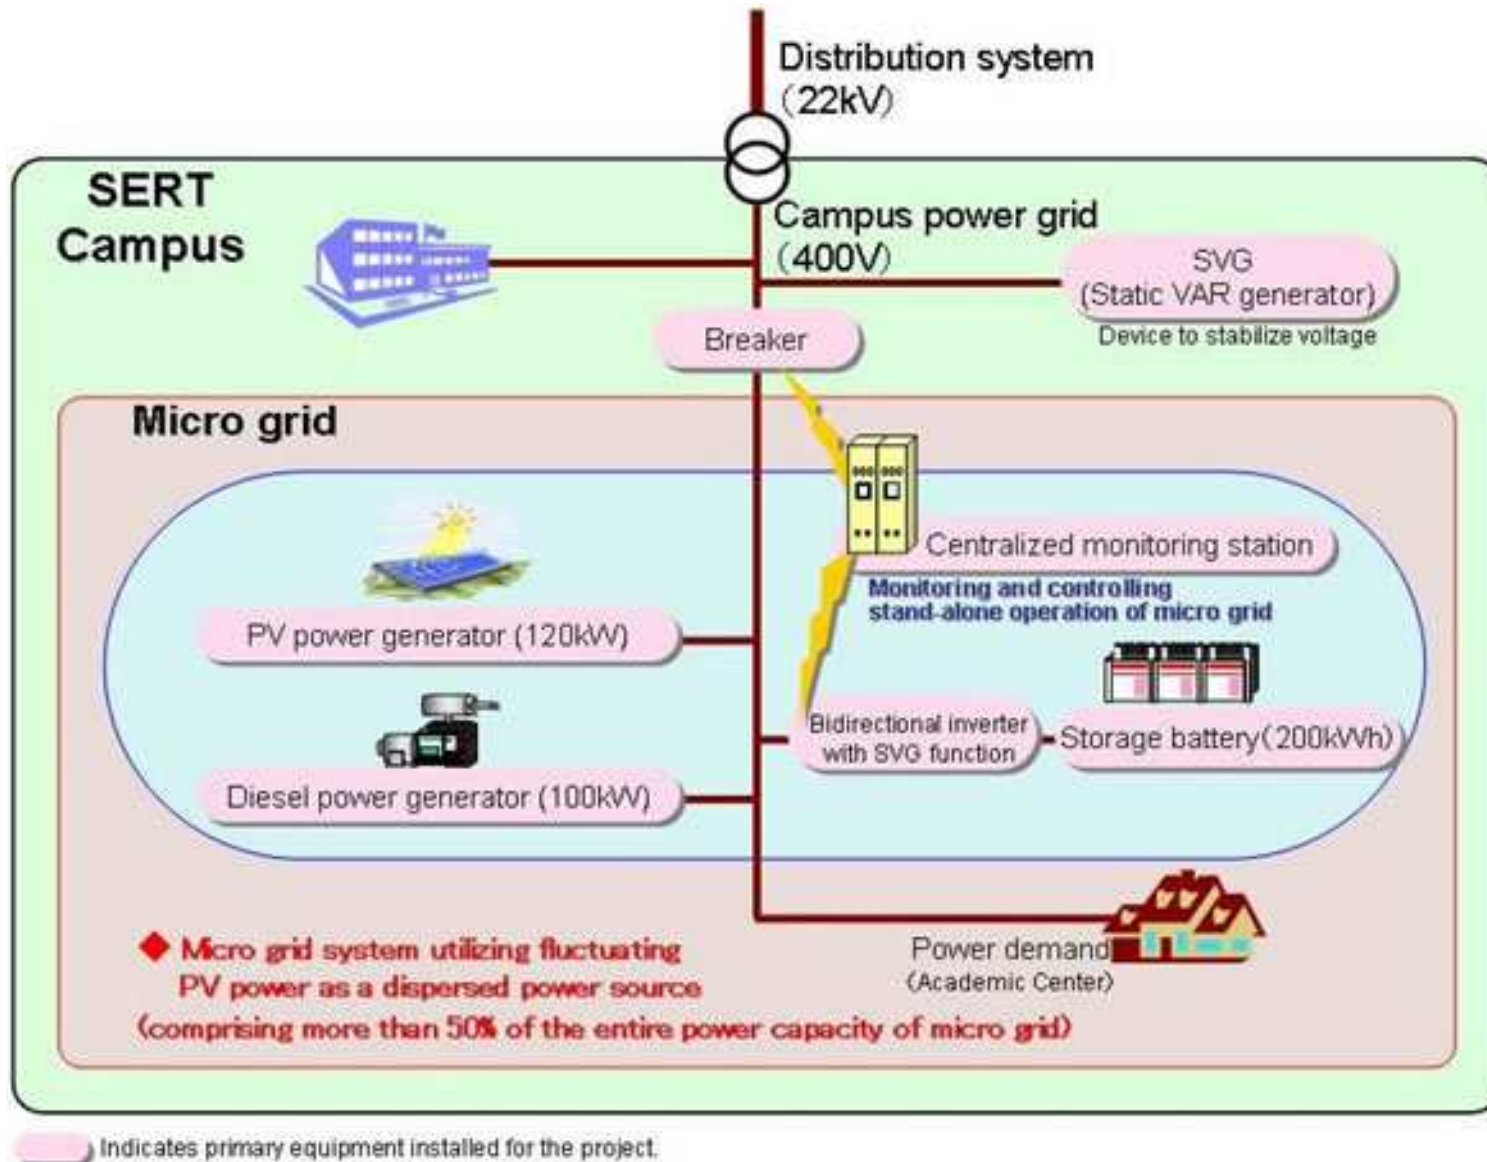 Distribution system
(22kV)
SERT
Campus
Campus power grid
(400V)
SVG
(Static VAR generator)
Device to stabilize voltage
Breaker
Micro grid
Centralized monitoring station
Monitoring and controlling
stand-alone operation of micro grid
PV power generator (120kW)
Bidirectional inverter
with SVG function
Storage battery(200kWh)
Diesel power generator (100kW)
Power demand
(Academic Center)
◆ Micro grid system utilizing fluctuating
PV power as a dispersed power source
(comprising more than 50% of the entire power capacity of micro grid)
Indicates primary equipment installed for the project.